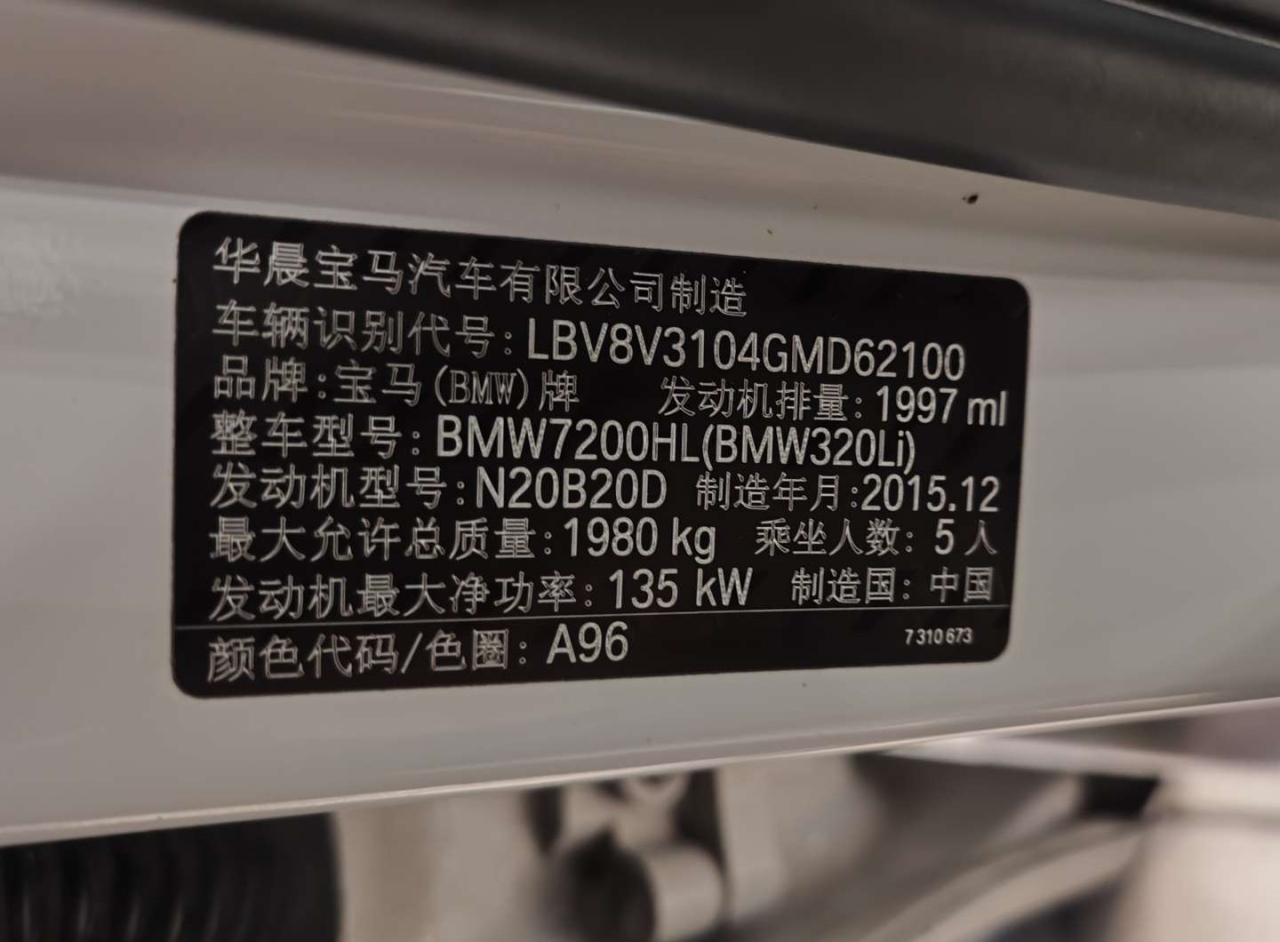 华晨宝马汽车有限公司制造
车辆识别代号:LBV8V3104GMD62100
品牌:宝马(BMW)牌 发动机排量:1997 ml
整车型号:BMW7200HL(BMW320Li)
发动机型号:N20B20D 制造年月:2015.12
最大允许总质量:1980 kg 乘坐人数:5人
发动机最大净功率:135 kW 制造国:中国
颜色代码/色圈:A96 7 310 673